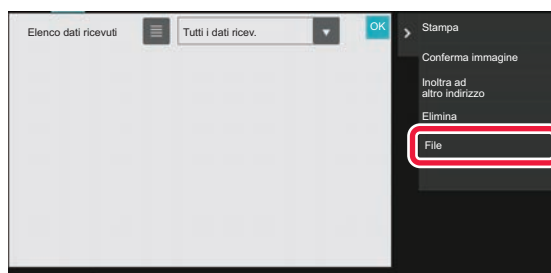 Elenco dati ricevuti
Tutti i dati ricev.
OK
Stampa
Conferma immagine
Inoltra ad
altro indirizzo
Elimina
File